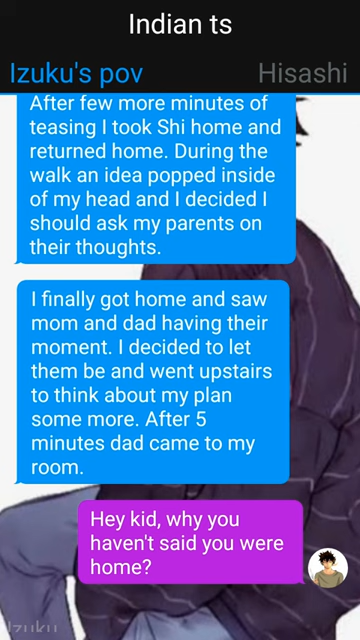 Indian ts
Izuku's pov
Hisashi
After few more minutes of
teasing I took Shi home and
returned home. During the
walk an idea popped inside
of my head and I decided I
should ask my parents on
their thoughts.
I finally got home and saw
mom and dad having their
moment. I decided to let
them be and went upstairs
to think about my plan
some more. After 5
minutes dad came to my
room.
Hey kid, why you
haven't said you were
home?
Izuku